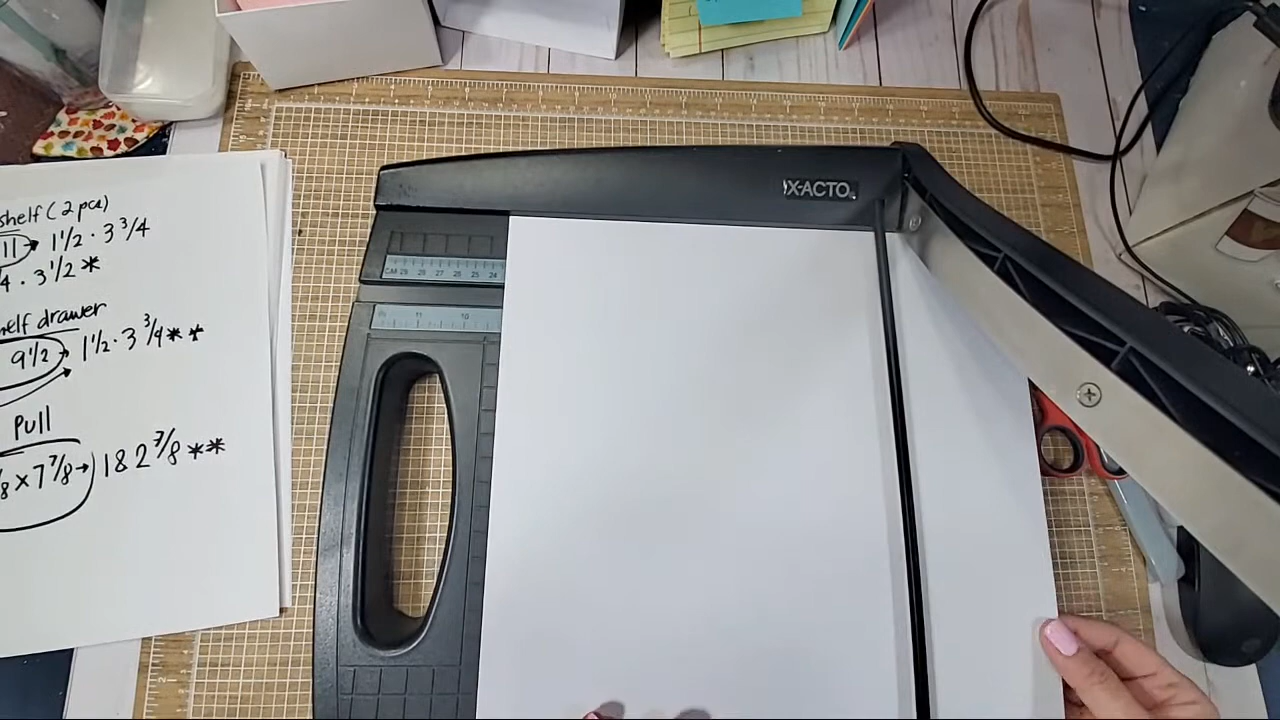 shelf (2 pcs)
11 → 1 1/2 · 3 3/4
4 · 3 1/2 *
elf drawer
9 1/2 → 1 1/2 · 3 3/4 * *
Pull
/8 x 7 7/8 → 1 & 2 7/8 * *
X-ACTO
CM 29 28 27 26 25 24
11 10